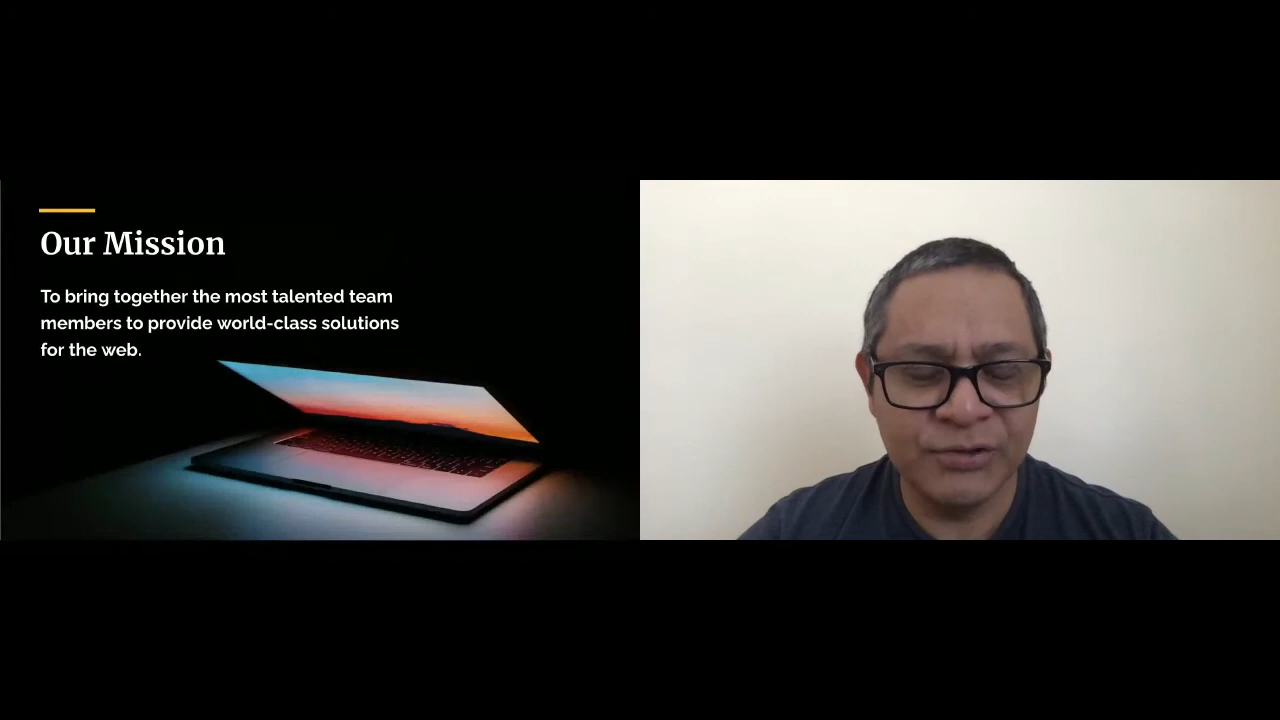 Our Mission
To bring together the most talented team
members to provide world-class solutions
for the web.